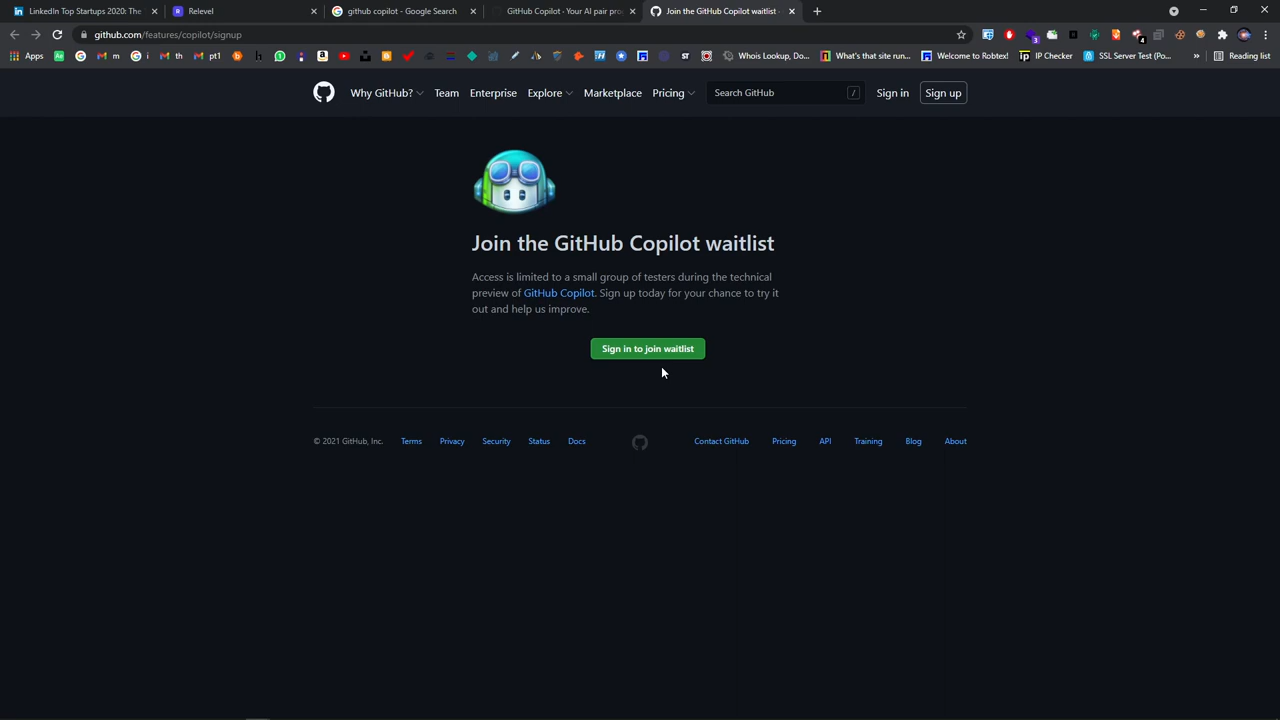 LinkedIn Top Startups 2020: The
Relevel
github copilot - Google Search
GitHub Copilot · Your AI pair pro
Join the GitHub Copilot waitlist
github.com/features/copilot/signup
Apps
m
i
th
pt1
Whois Lookup, Do...
What's that site run...
Welcome to Robtex!
IP Checker
SSL Server Test (Po...
»
Reading list
Why GitHub? Team Enterprise Explore Marketplace Pricing
Search GitHub /
Sign in Sign up
Join the GitHub Copilot waitlist
Access is limited to a small group of testers during the technical
preview of GitHub Copilot. Sign up today for your chance to try it
out and help us improve.
Sign in to join waitlist
© 2021 GitHub, Inc. Terms Privacy Security Status Docs Contact GitHub Pricing API Training Blog About